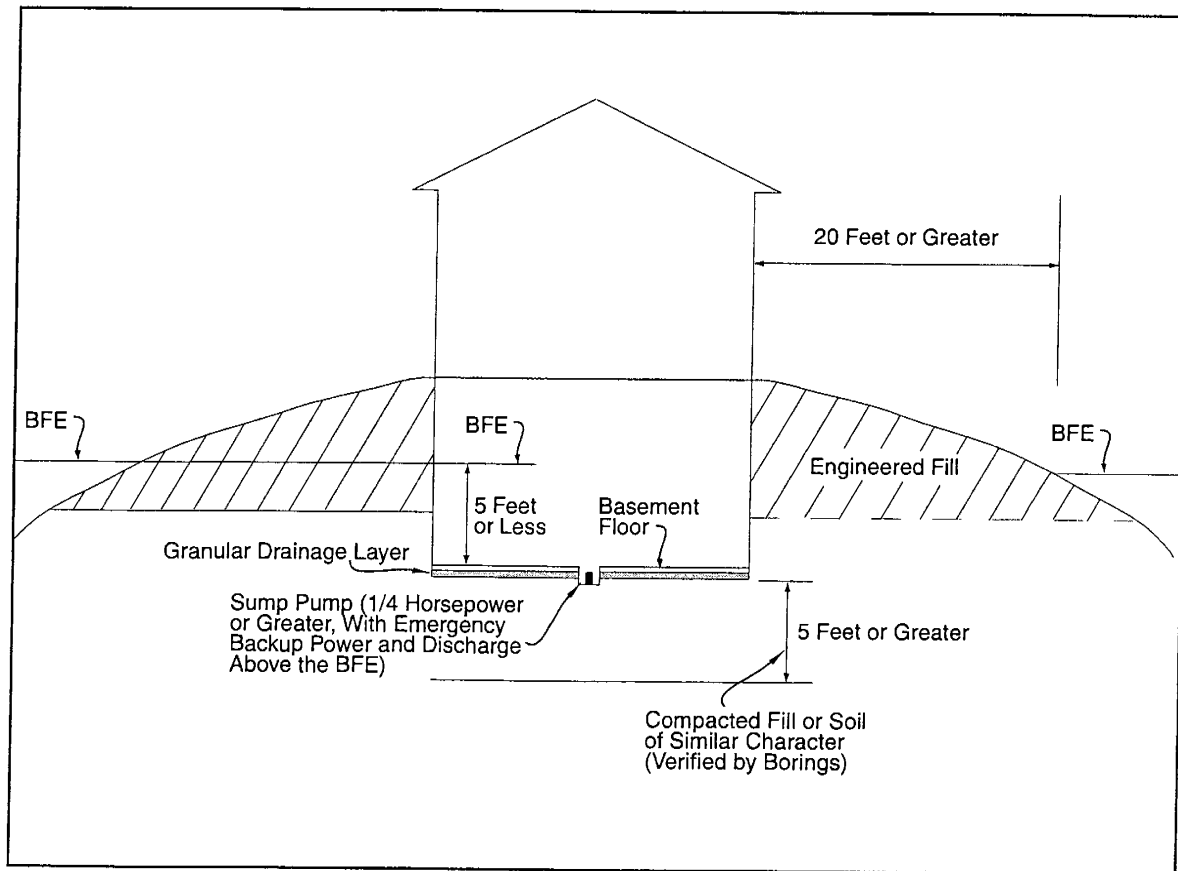 20 Feet or Greater
BFE
BFE
BFE
Engineered Fill
5 Feet
or Less
Basement
Floor
Granular Drainage Layer
Sump Pump (1/4 Horsepower
or Greater, With Emergency
Backup Power and Discharge
Above the BFE)
5 Feet or Greater
Compacted Fill or Soil
of Similar Character
(Verified by Borings)